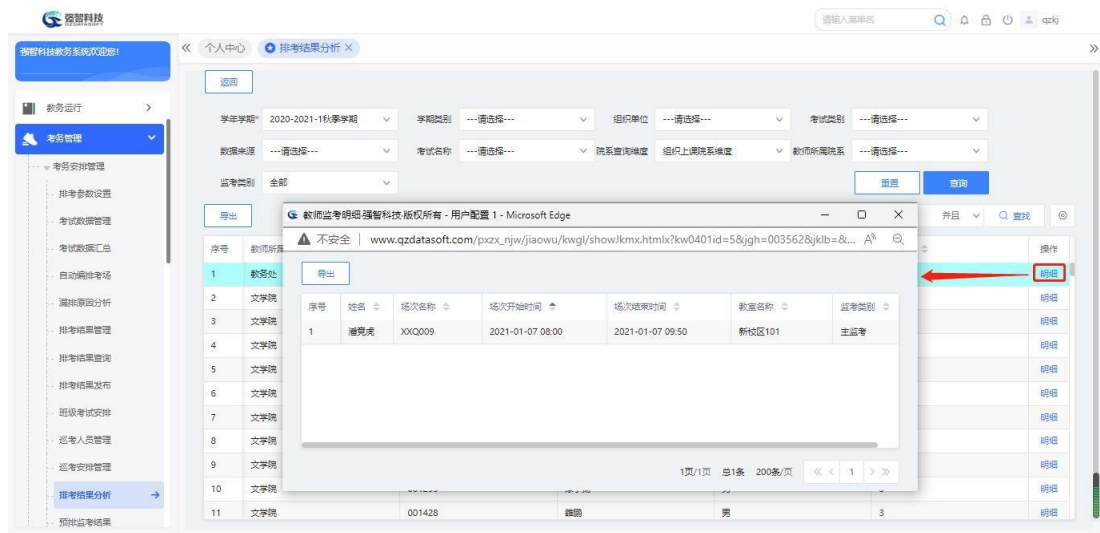 强智科技
QZDATASOFT
请输入菜单名
qzkj
强智科技教务系统欢迎您!
个人中心 排考结果分析
返回
教务运行
学年学期* 2020-2021-1秋季学期 学期类别 ---请选择--- 组织单位 ---请选择--- 考试类别 ---请选择---
考务管理
数据来源 ---请选择--- 考试名称 ---请选择--- 院系查询维度 组织上课院系维度 教师所属院系 ---请选择---
考务安排管理
监考类别 全部 重置 查询
排考参数设置
导出 并且 查找
考试数据管理
考试数据汇总
自动编排考场
漏排原因分析
排考结果管理
排考结果查询
排考结果发布
班级考试安排
巡考人员管理
巡考安排管理
排考结果分析
预排监考结果
教师监考明细-强智科技-版权所有 - 用户配置 1 - Microsoft Edge
不安全 | www.qzdatasoft.com/pxzx_njw/jiaowu/kwgl/showJkmx.htmlx?kw0401id=5&jgh=003562&jklb=&...
导出
序号 姓名 场次名称 场次开始时间 场次结束时间 教室名称 监考类别
1 XXQ009 2021-01-07 08:00 2021-01-07 09:50 新校区101 主监考
1页/1页 总1条 200条/页 1
序号 操作
1 教务处 明细
2 文学院 明细
3 文学院 明细
4 文学院 明细
5 文学院 明细
6 文学院 明细
7 文学院 明细
8 文学院 明细
9 文学院 明细
10 文学院 明细
11 文学院 001428 男 3 明细